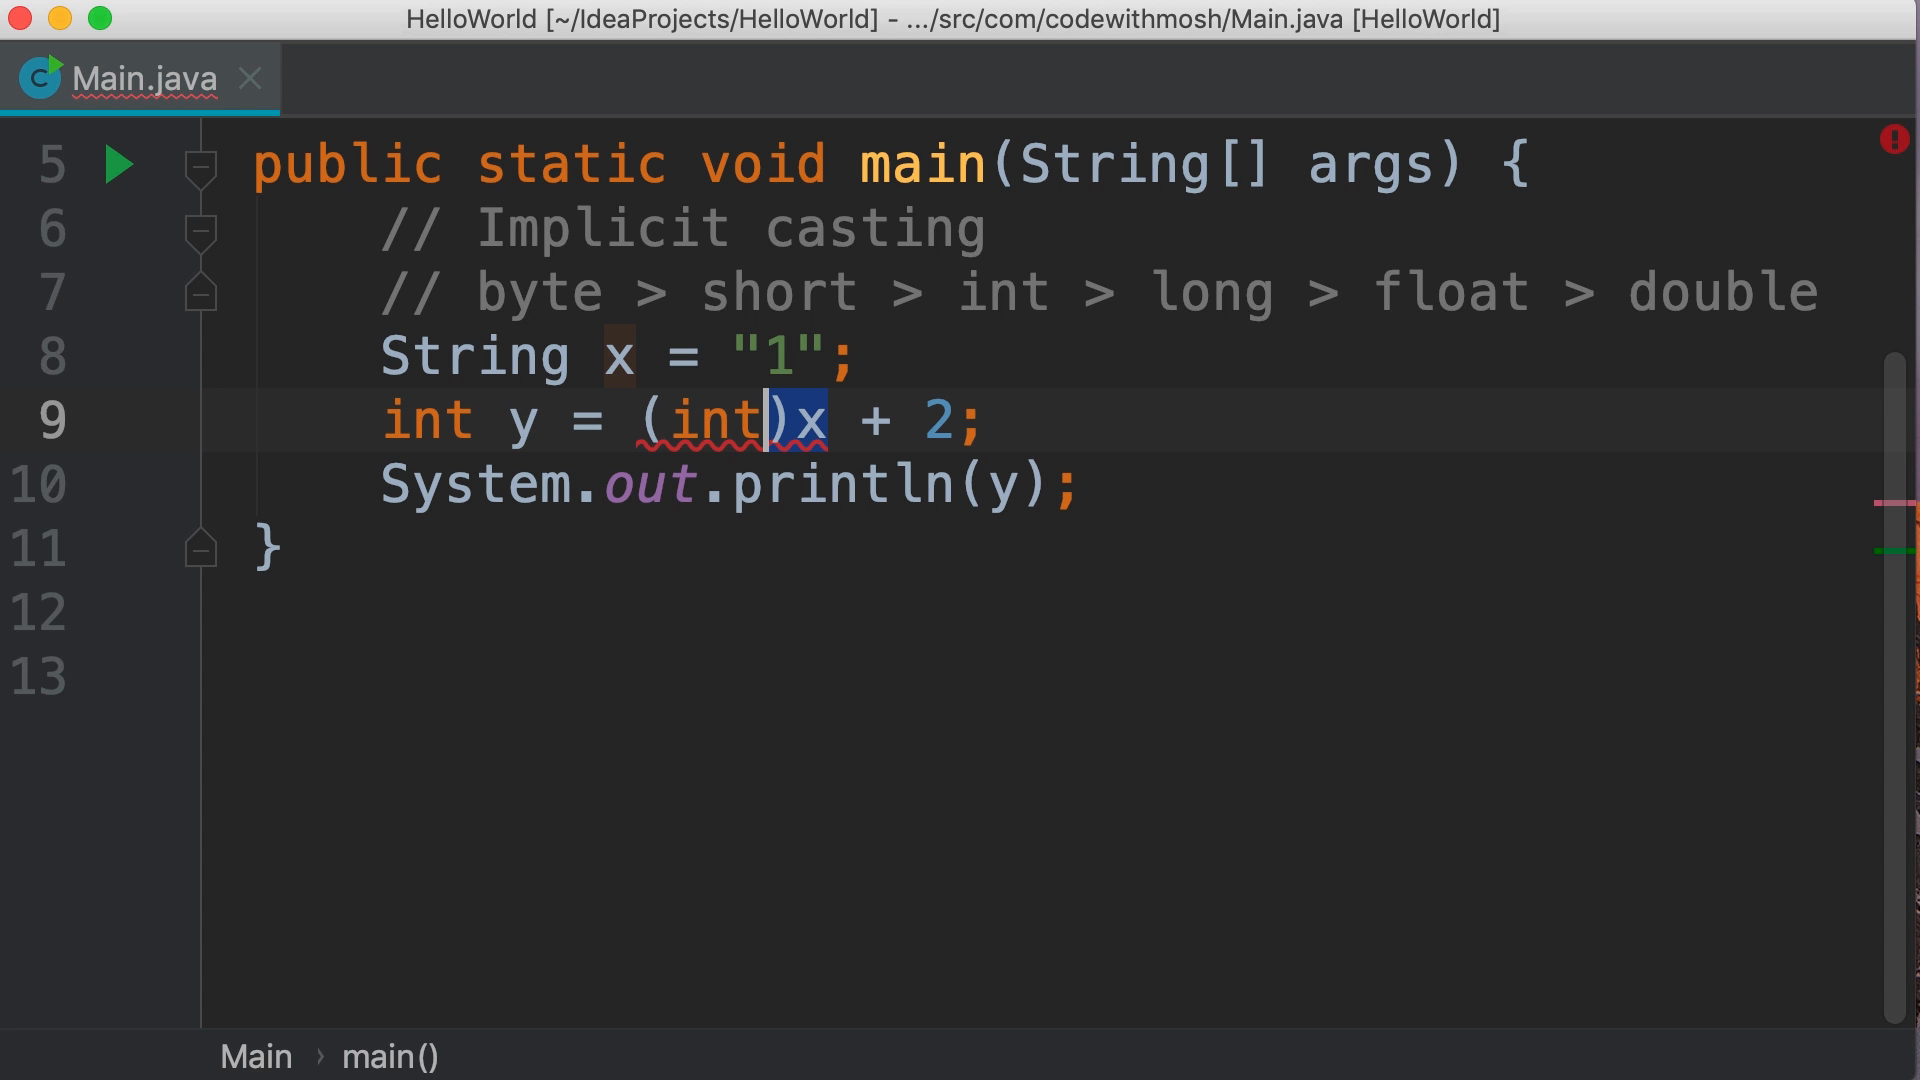 HelloWorld [~/IdeaProjects/HelloWorld] - .../src/com/codewithmosh/Main.java [HelloWorld]
C Main.java
5 public static void main(String[] args) {
6 // Implicit casting
7 // byte > short > int > long > float > double
8 String x = "1";
9 int y = (int)x + 2;
10 System.out.println(y);
11 }
12
13
Main › main()